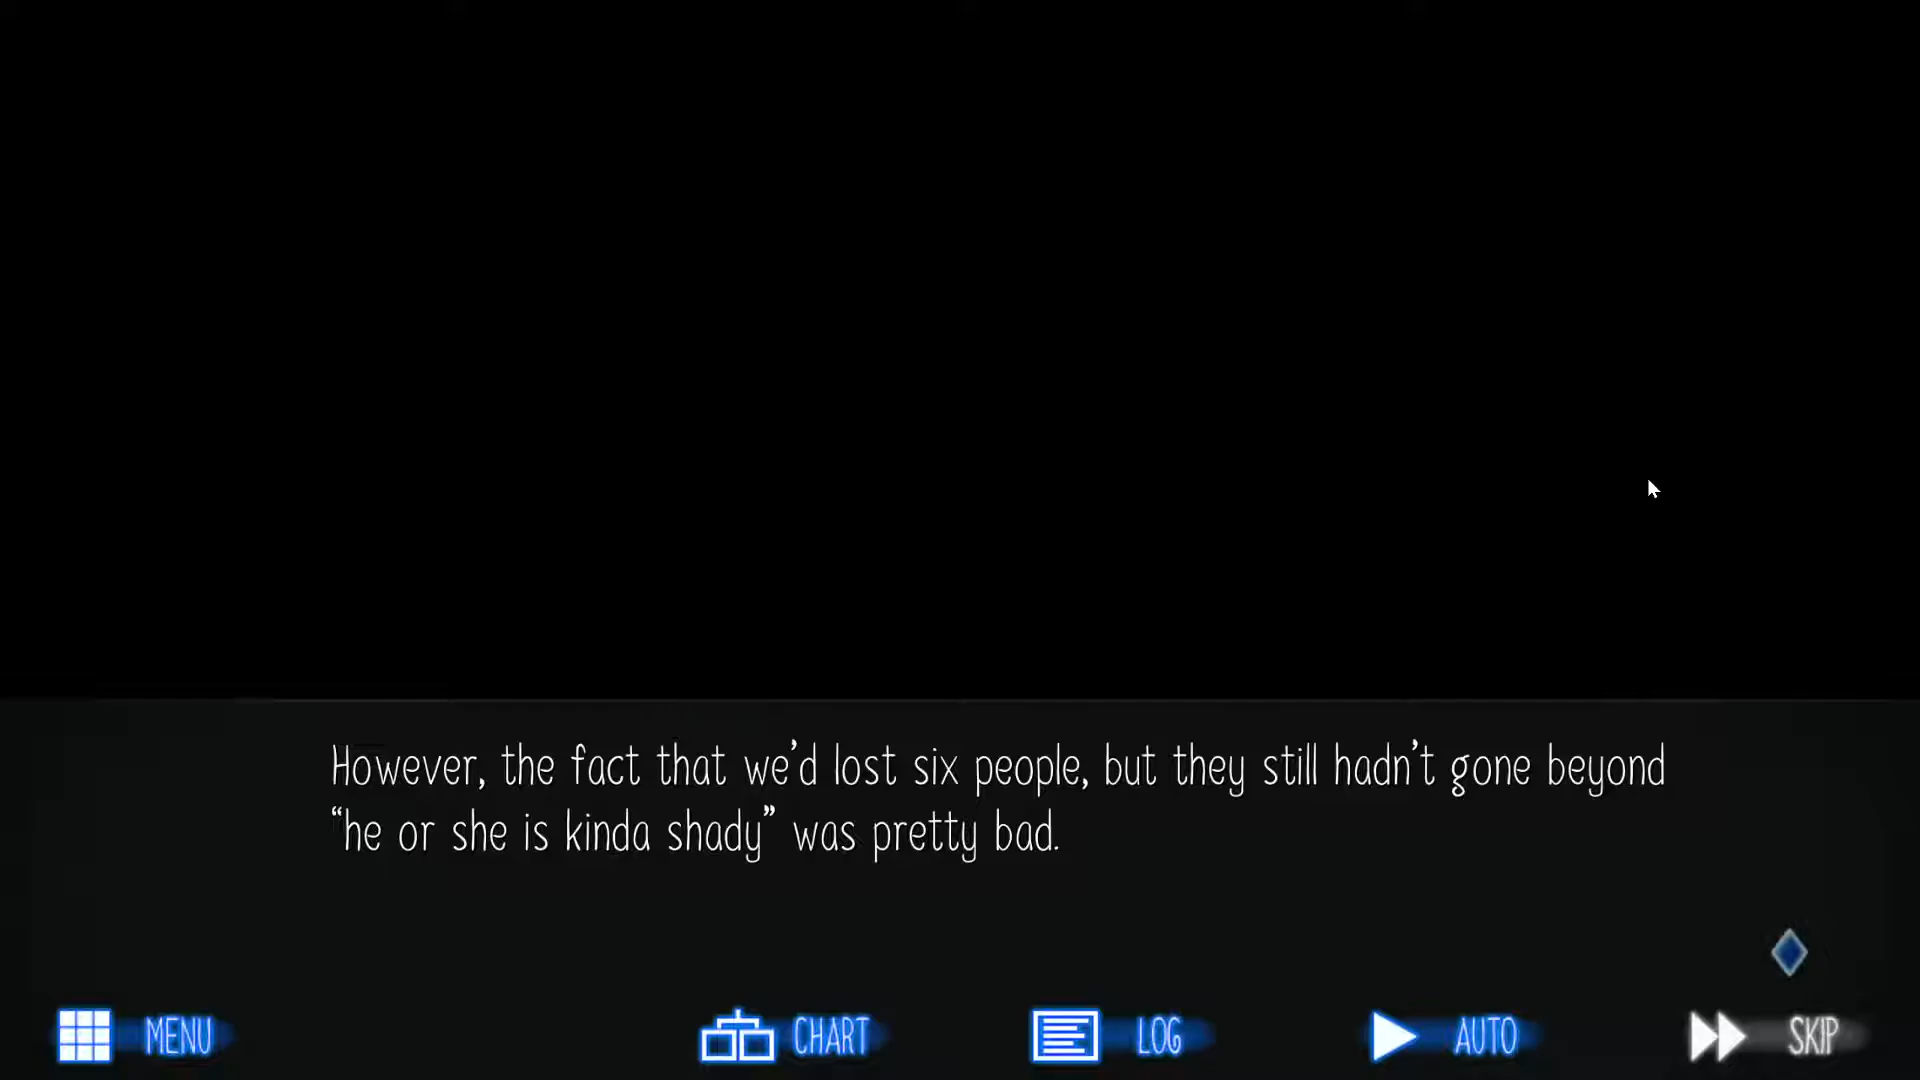 However, the fact that we’d lost six people, but they still hadn’t gone beyond
“he or she is kinda shady” was pretty bad.
MENU
CHART
LOG
AUTO
SKIP